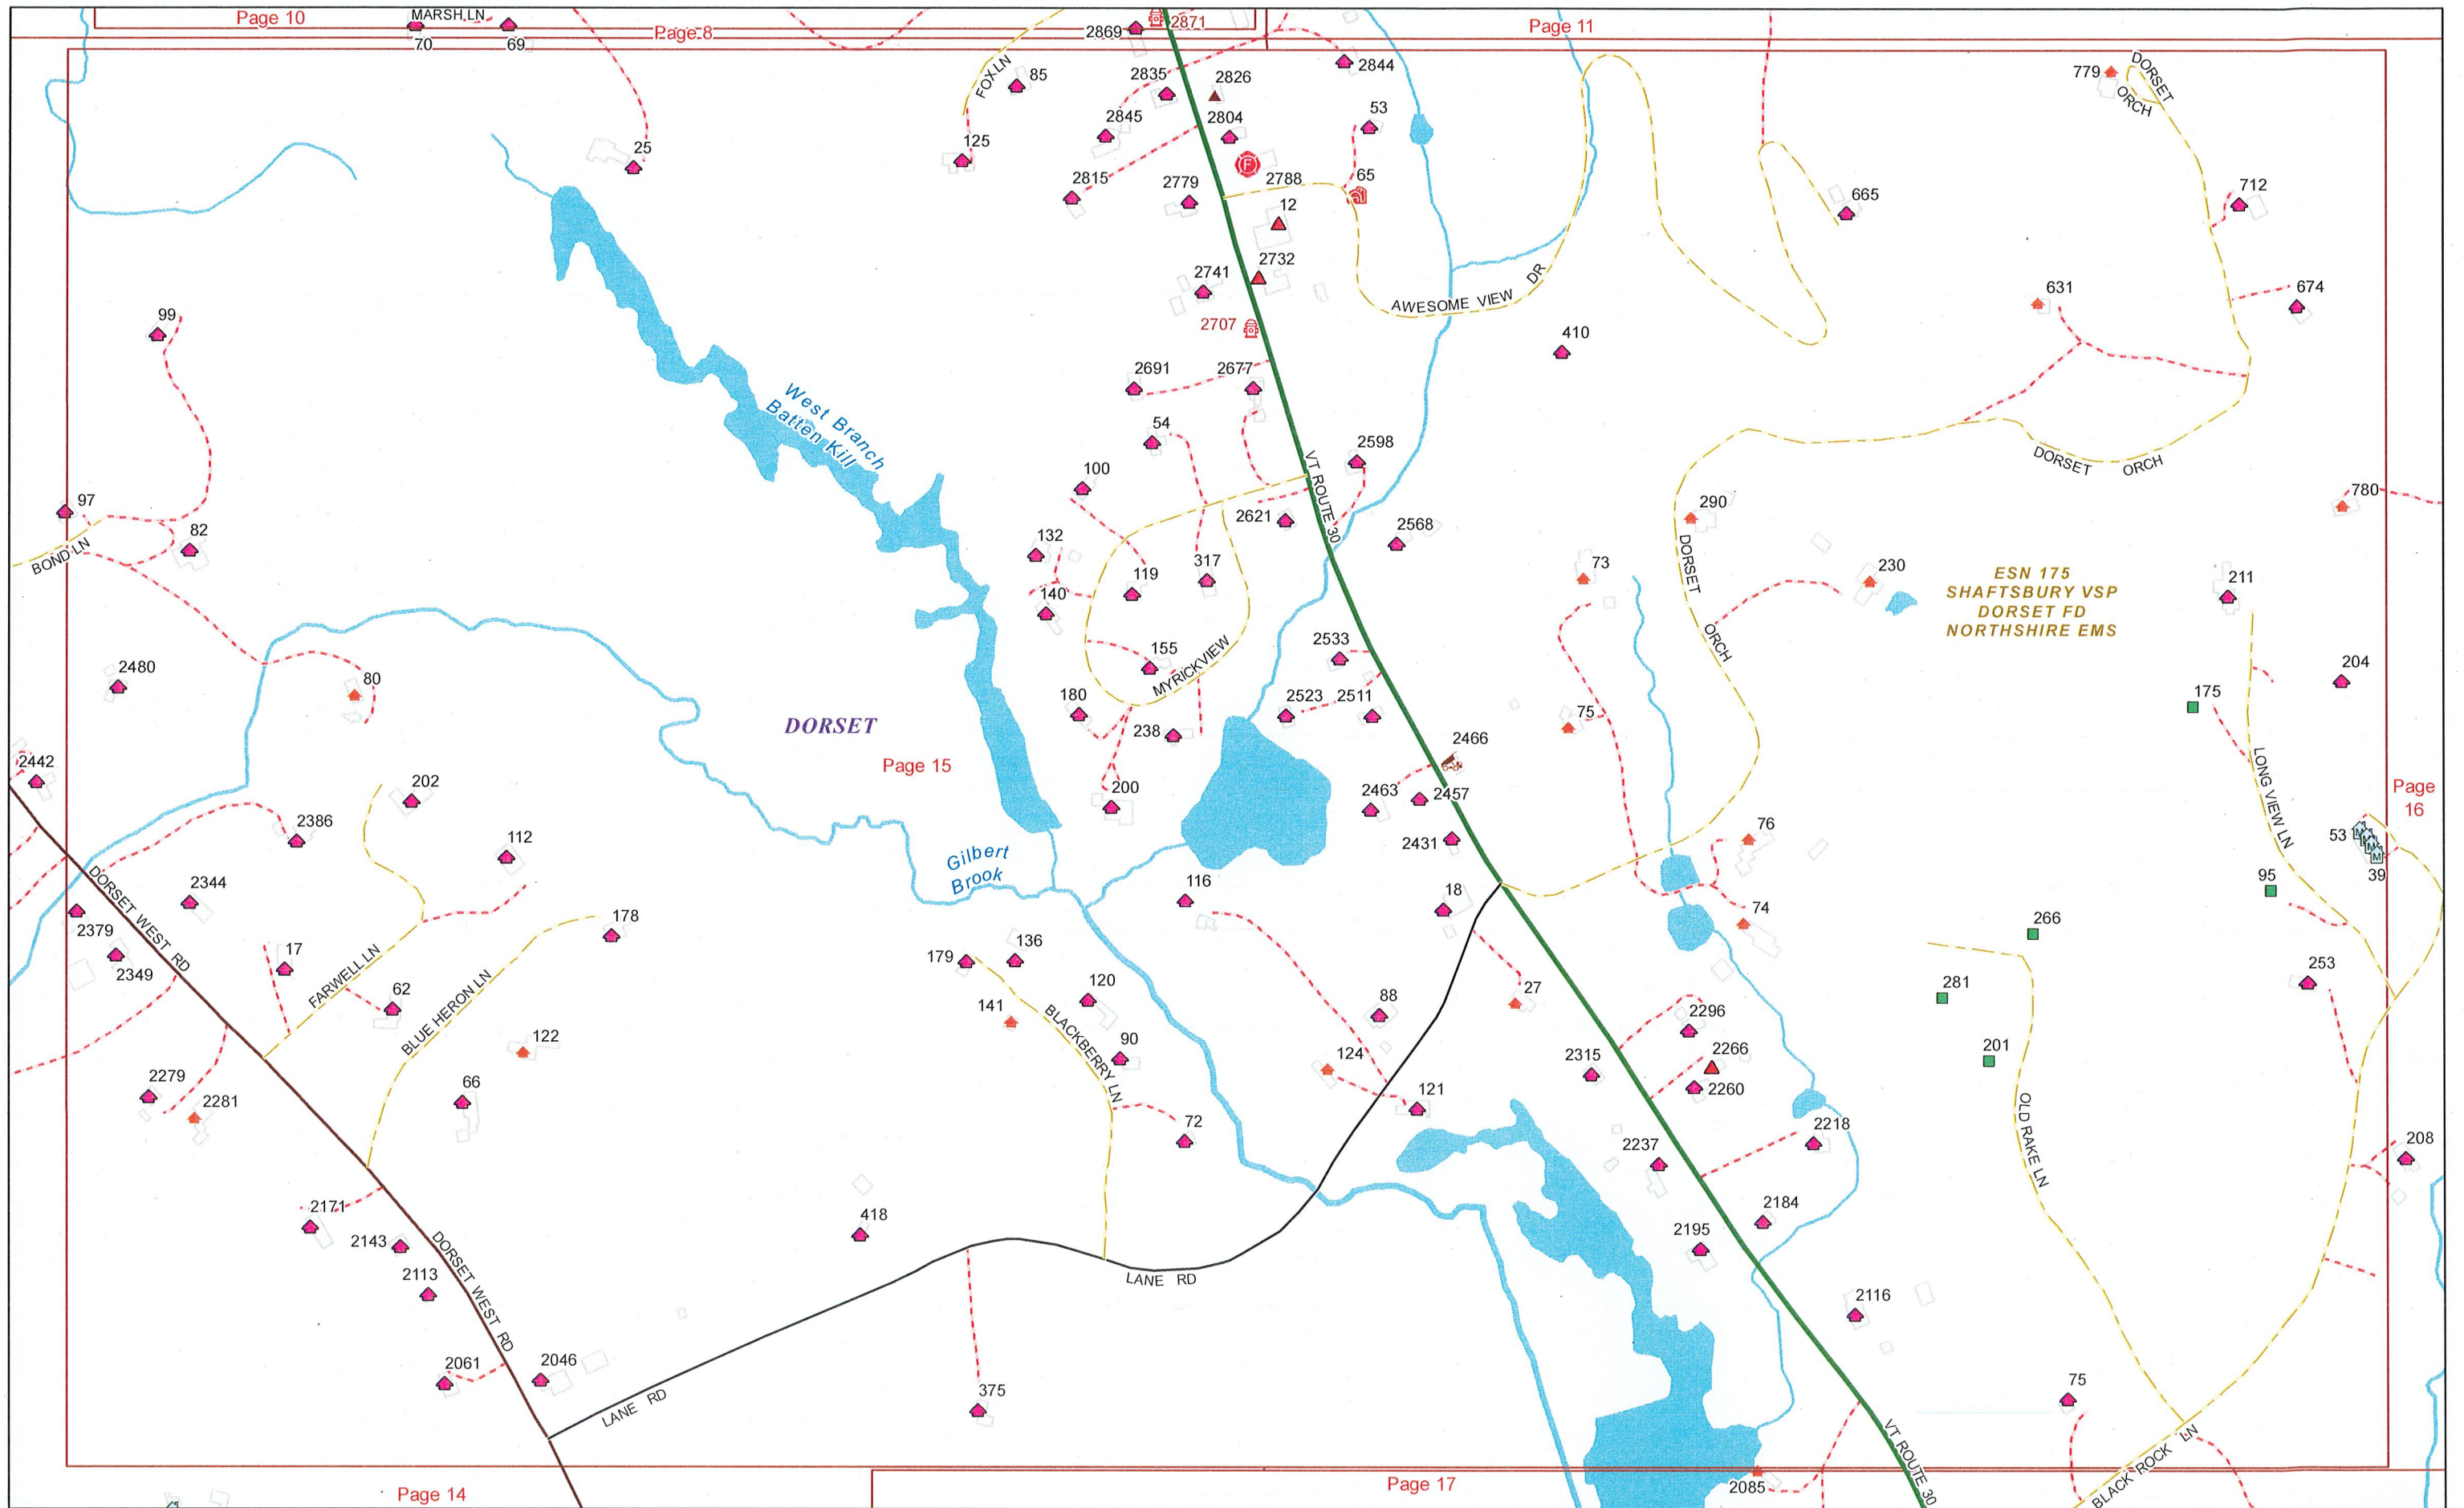 Page 10
MARSH LN
70
69
Page 8
2869
2871
Page 11
FOX LN
85
2835
2826
2844
779
DORSET
ORCH
2845
2804
53
125
25
2815
2779
2788
65
12
665
712
2741
2732
AWESOME VIEW DR
631
674
99
2707
410
2691
2677
West Branch
Batten Kill
54
2598
100
VT ROUTE 30
DORSET ORCH
97
82
BOND LN
2621
2568
290
780
132
119
317
140
73
DORSET
ORCH
230
ESN 175
SHAFTSBURY VSP
DORSET FD
NORTHSHIRE EMS
211
2480
80
155
MYRICKVIEW
2533
204
180
238
2523
2511
75
175
DORSET
Page 15
2442
202
200
2466
2463
2457
LONG VIEW LN
Page
16
2386
112
2431
76
53
M
M
M
39
Gilbert
Brook
DORSET WEST RD
2344
116
18
95
2379
2349
178
74
266
17
FARWELL LN
62
BLUE HERON LN
179
136
120
141
BLACKBERRY LN
88
27
281
253
122
90
124
2296
2266
2260
201
2279
2281
66
2315
121
OLD RAKE LN
72
2237
2218
208
2171
2143
418
2195
2184
2113
DORSET WEST RD
LANE RD
2116
2061
2046
375
75
LANE RD
VT ROUTE 30
BLACK ROCK LN
Page 14
Page 17
2085
F